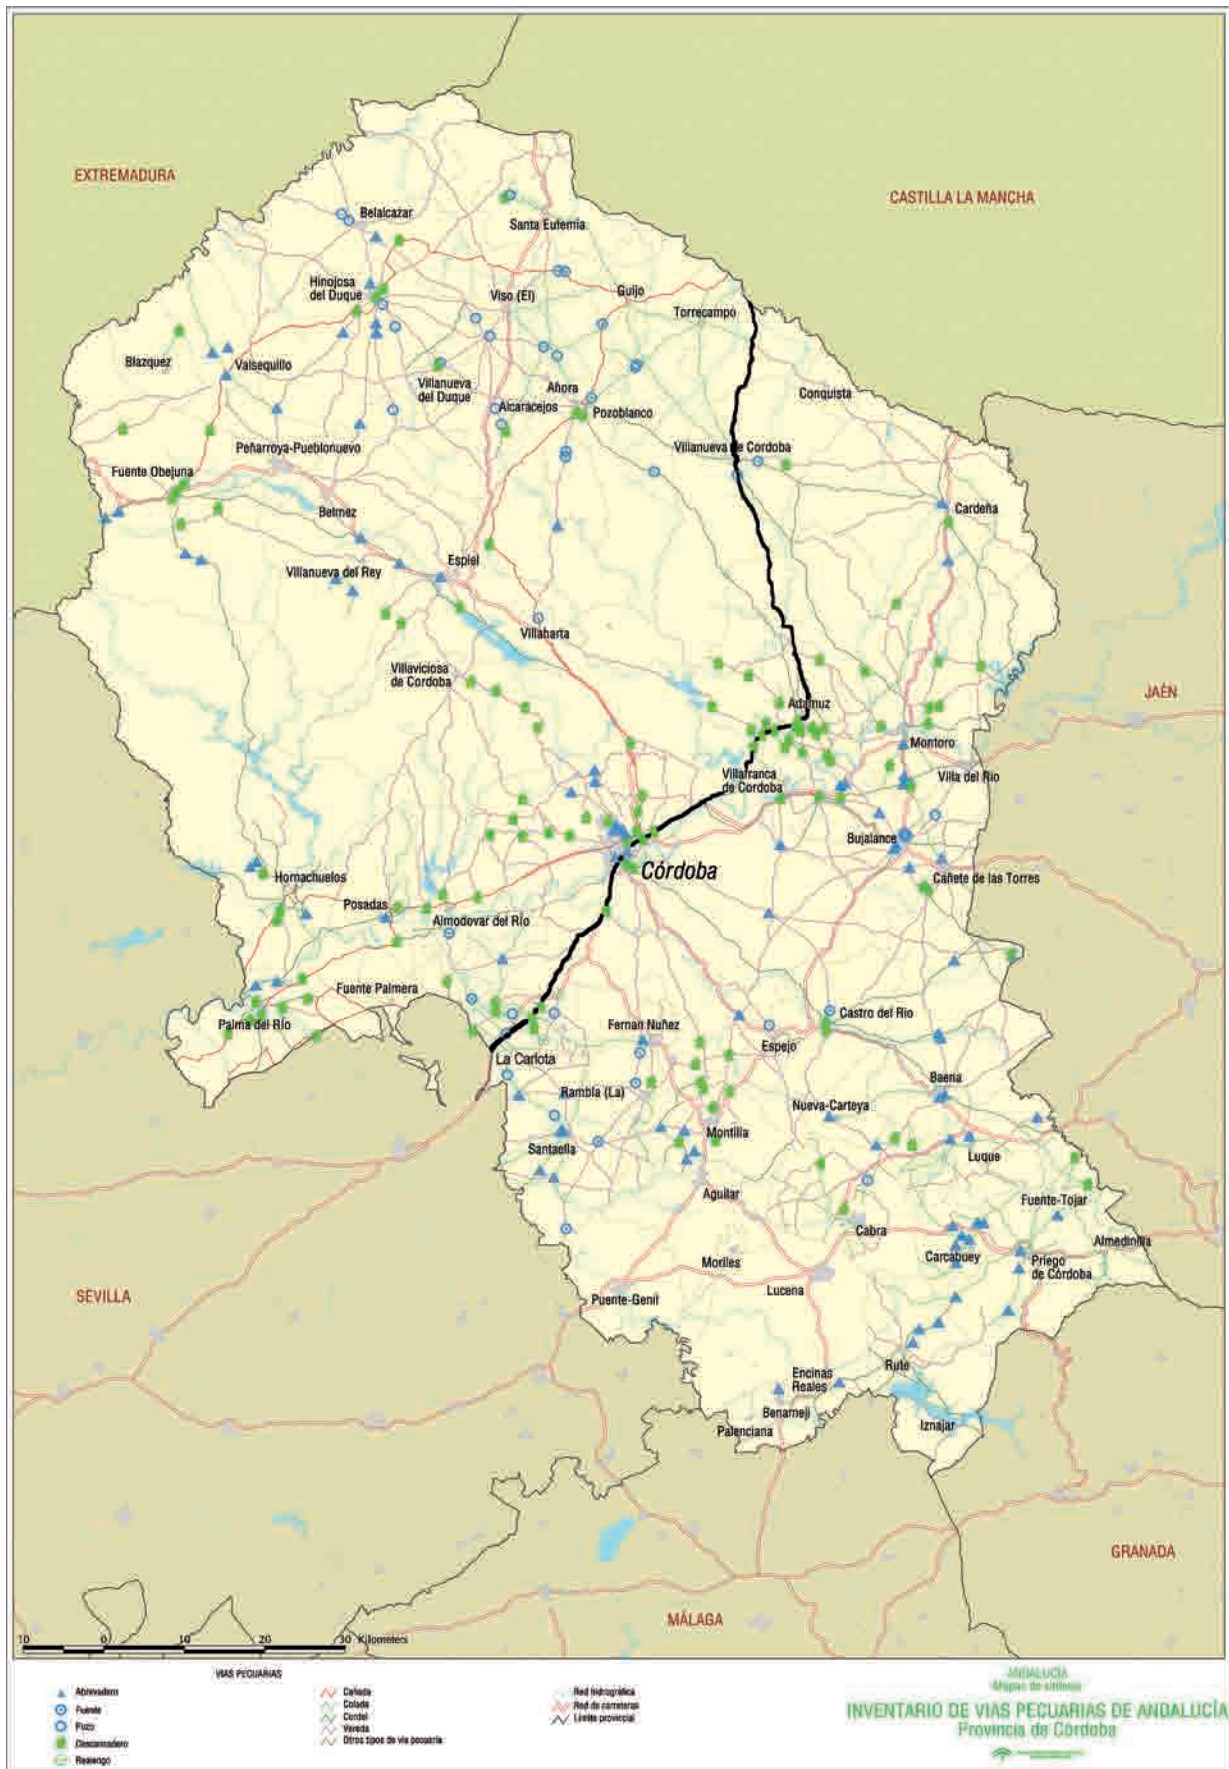 EXTREMADURA
CASTILLA LA MANCHA
Belalcazar
Santa Eufemia
Hinojosa
del Duque
Viso (El)
Guijo
Torrecampo
Blazquez
Valsequillo
Villanueva
del Duque
Añora
Alcaracejos
Pozoblanco
Conquista
Peñarroya-Pueblonuevo
Villanueva de Cordoba
Fuente Obejuna
Belmez
Cardeña
Espiel
Villanueva del Rey
Villaharta
Villaviciosa
de Cordoba
JAÉN
Adamuz
Montoro
Villafranca
de Cordoba
Villa del Rio
Bujalance
Córdoba
Hornachuelos
Cañete de las Torres
Posadas
Almodovar del Río
Fuente Palmera
Palma del Río
Fernan Nuñez
Castro del Rio
Espejo
La Carlota
Rambla (La)
Baena
Nueva-Carteya
Montilla
Santaella
Luque
Aguilar
Fuente-Tojar
Cabra
Almedinilla
Carcabuey
Priego
de Córdoba
Moriles
Lucena
Puente-Genil
SEVILLA
Encinas
Reales
Rute
Benameji
Palenciana
Iznajar
GRANADA
MÁLAGA
10 0 10 20 30 Kilometers
VIAS PECUARIAS
Abrevadero
Fuente
Pozo
Descansadero
Realengo
Cañada
Colada
Cordel
Vereda
Otros tipos de vía pecuaria
Red hidrográfica
Red de carreteras
Límite provincial
ANDALUCÍA
Mapas de síntesis
INVENTARIO DE VIAS PECUARIAS DE ANDALUCÍA
Provincia de Córdoba